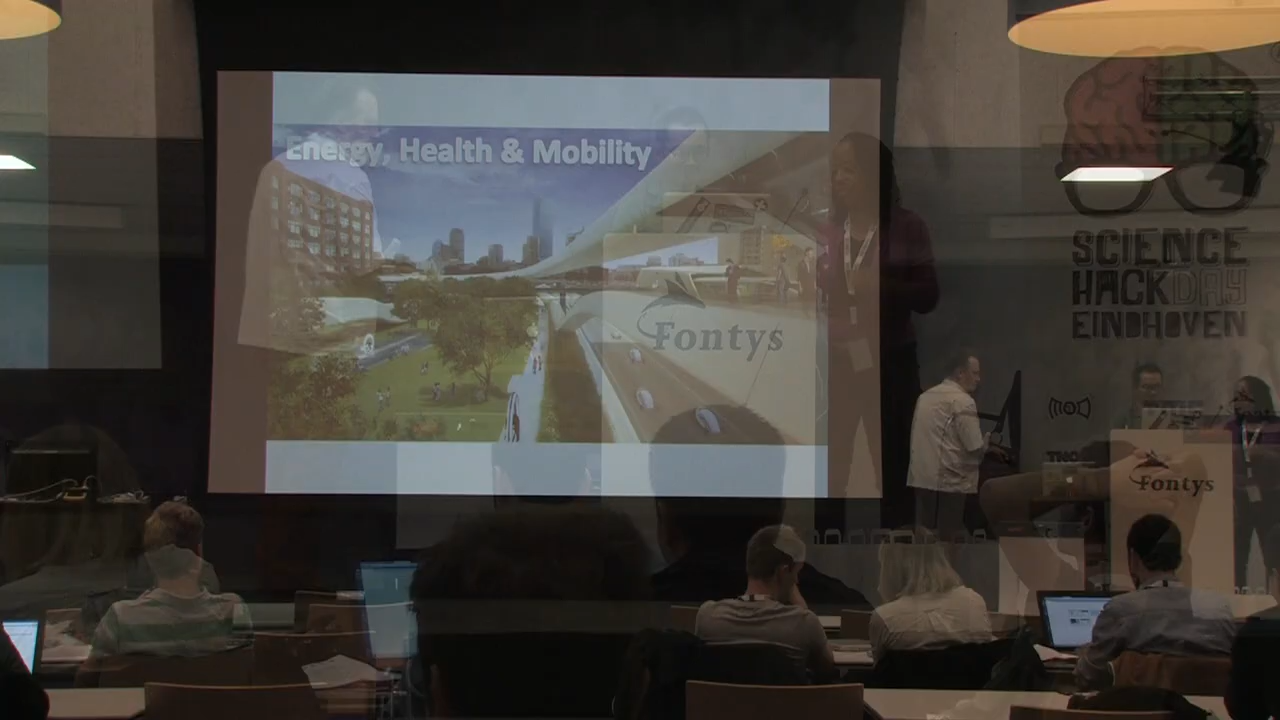 Energy, Health & Mobility
Fontys
SCIENCE
HACKDAY
EINDHOVEN
Fontys